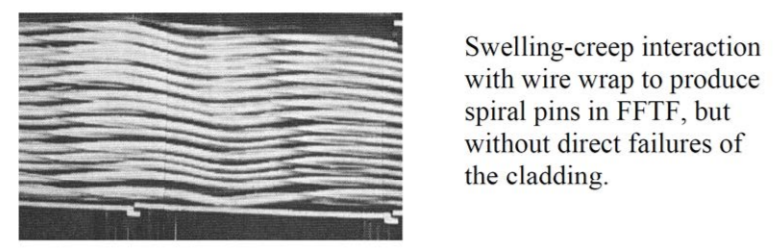 Swelling-creep interaction
with wire wrap to produce
spiral pins in FFTF, but
without direct failures of
the cladding.